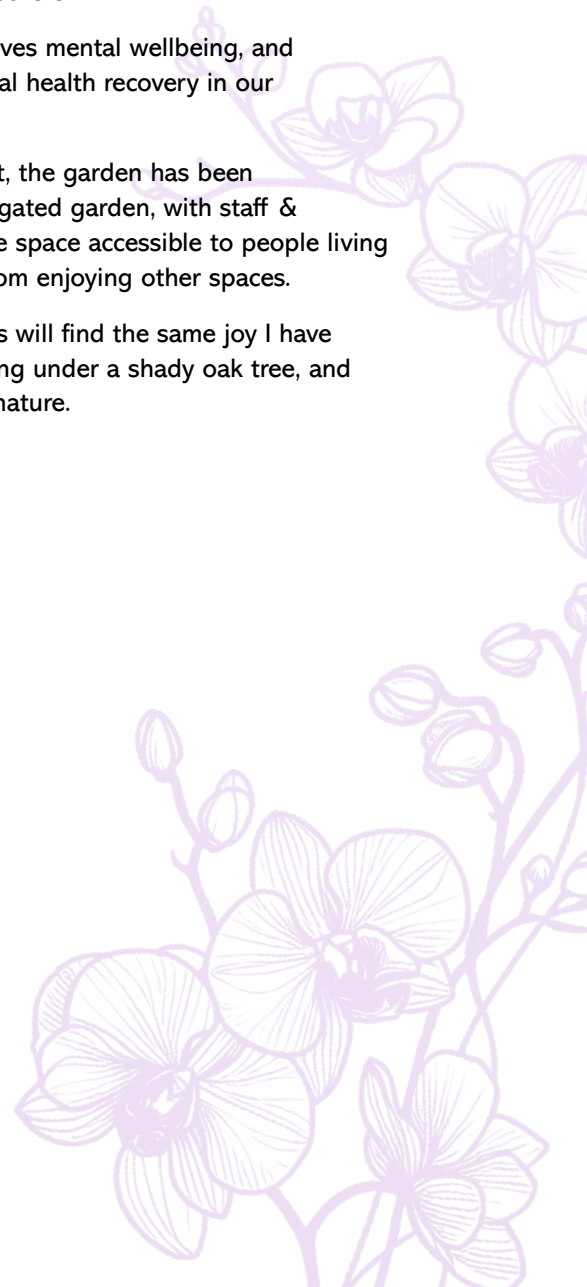 ves mental wellbeing, and
al health recovery in our
t, the garden has been
gated garden, with staff &
e space accessible to people living
om enjoying other spaces.
s will find the same joy I have
ng under a shady oak tree, and
nature.